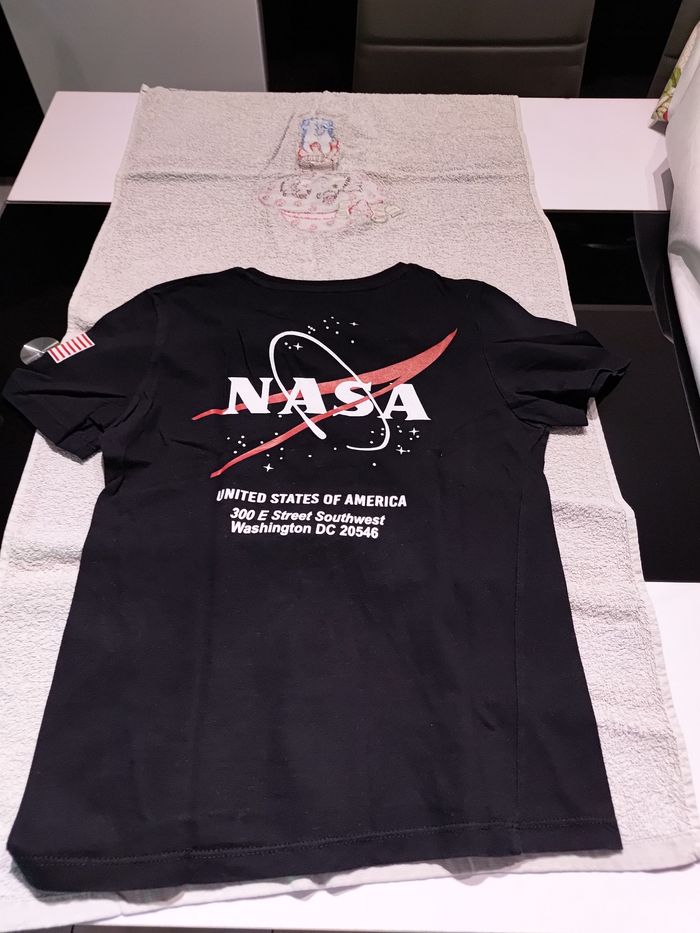 NASA
UNITED STATES OF AMERICA
300 E Street Southwest
Washington DC 20546